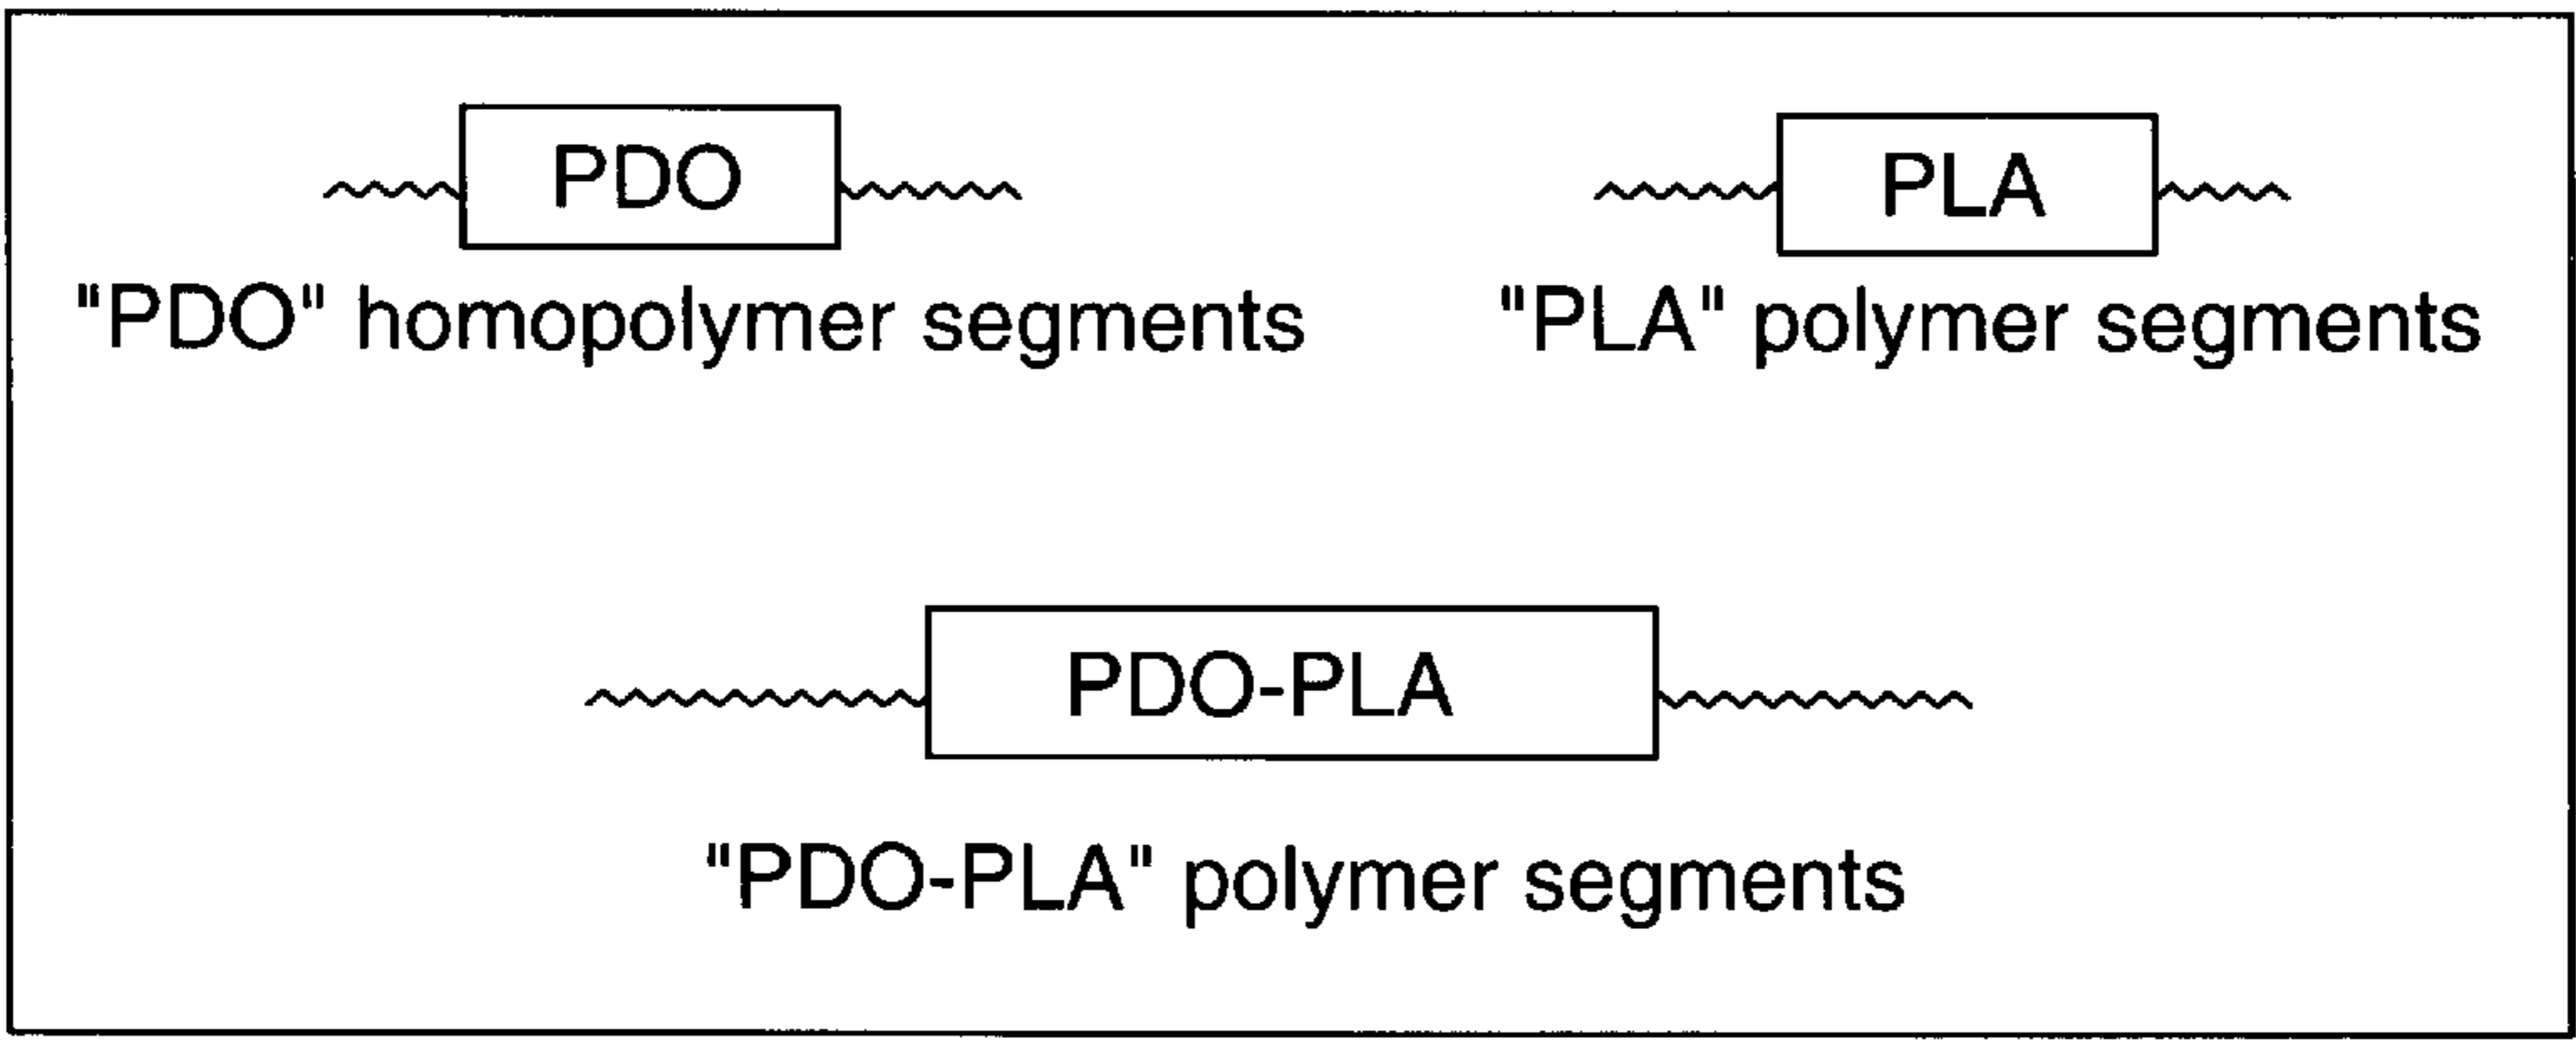 PDO
PLA
"PDO" homopolymer segments
"PLA" polymer segments
PDO-PLA
"PDO-PLA" polymer segments